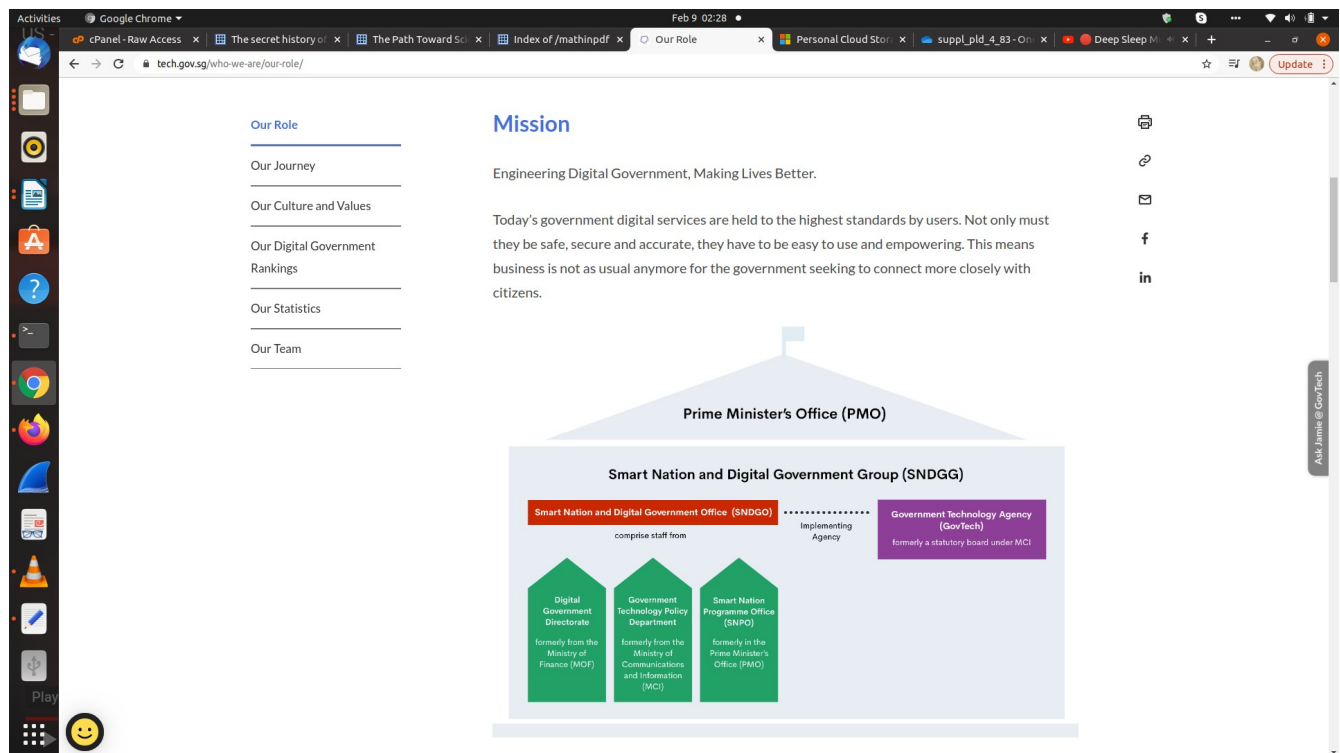 Activities
Google Chrome
Feb 9 02:28
US -
cPanel - Raw Access
The secret history of
The Path Toward Sci
Index of /mathinpdf
Our Role
Personal Cloud Stor
suppl_pld_4_83 - On
Deep Sleep M
tech.gov.sg/who-we-are/our-role/
Update
Our Role
Our Journey
Our Culture and Values
Our Digital Government
Rankings
Our Statistics
Our Team
Mission
Engineering Digital Government, Making Lives Better.
Today's government digital services are held to the highest standards by users. Not only must
they be safe, secure and accurate, they have to be easy to use and empowering. This means
business is not as usual anymore for the government seeking to connect more closely with
citizens.
Prime Minister's Office (PMO)
Smart Nation and Digital Government Group (SNDGG)
Smart Nation and Digital Government Office (SNDGO)
comprise staff from
Implementing
Agency
Government Technology Agency
(GovTech)
formerly a statutory board under MCI
Digital
Government
Directorate
formerly from the
Ministry of
Finance (MOF)
Government
Technology Policy
Department
formerly from the
Ministry of
Communications
and Information
(MCI)
Smart Nation
Programme Office
(SNPO)
formerly in the
Prime Minister's
Office (PMO)
Ask Jamie @ GovTech
Play